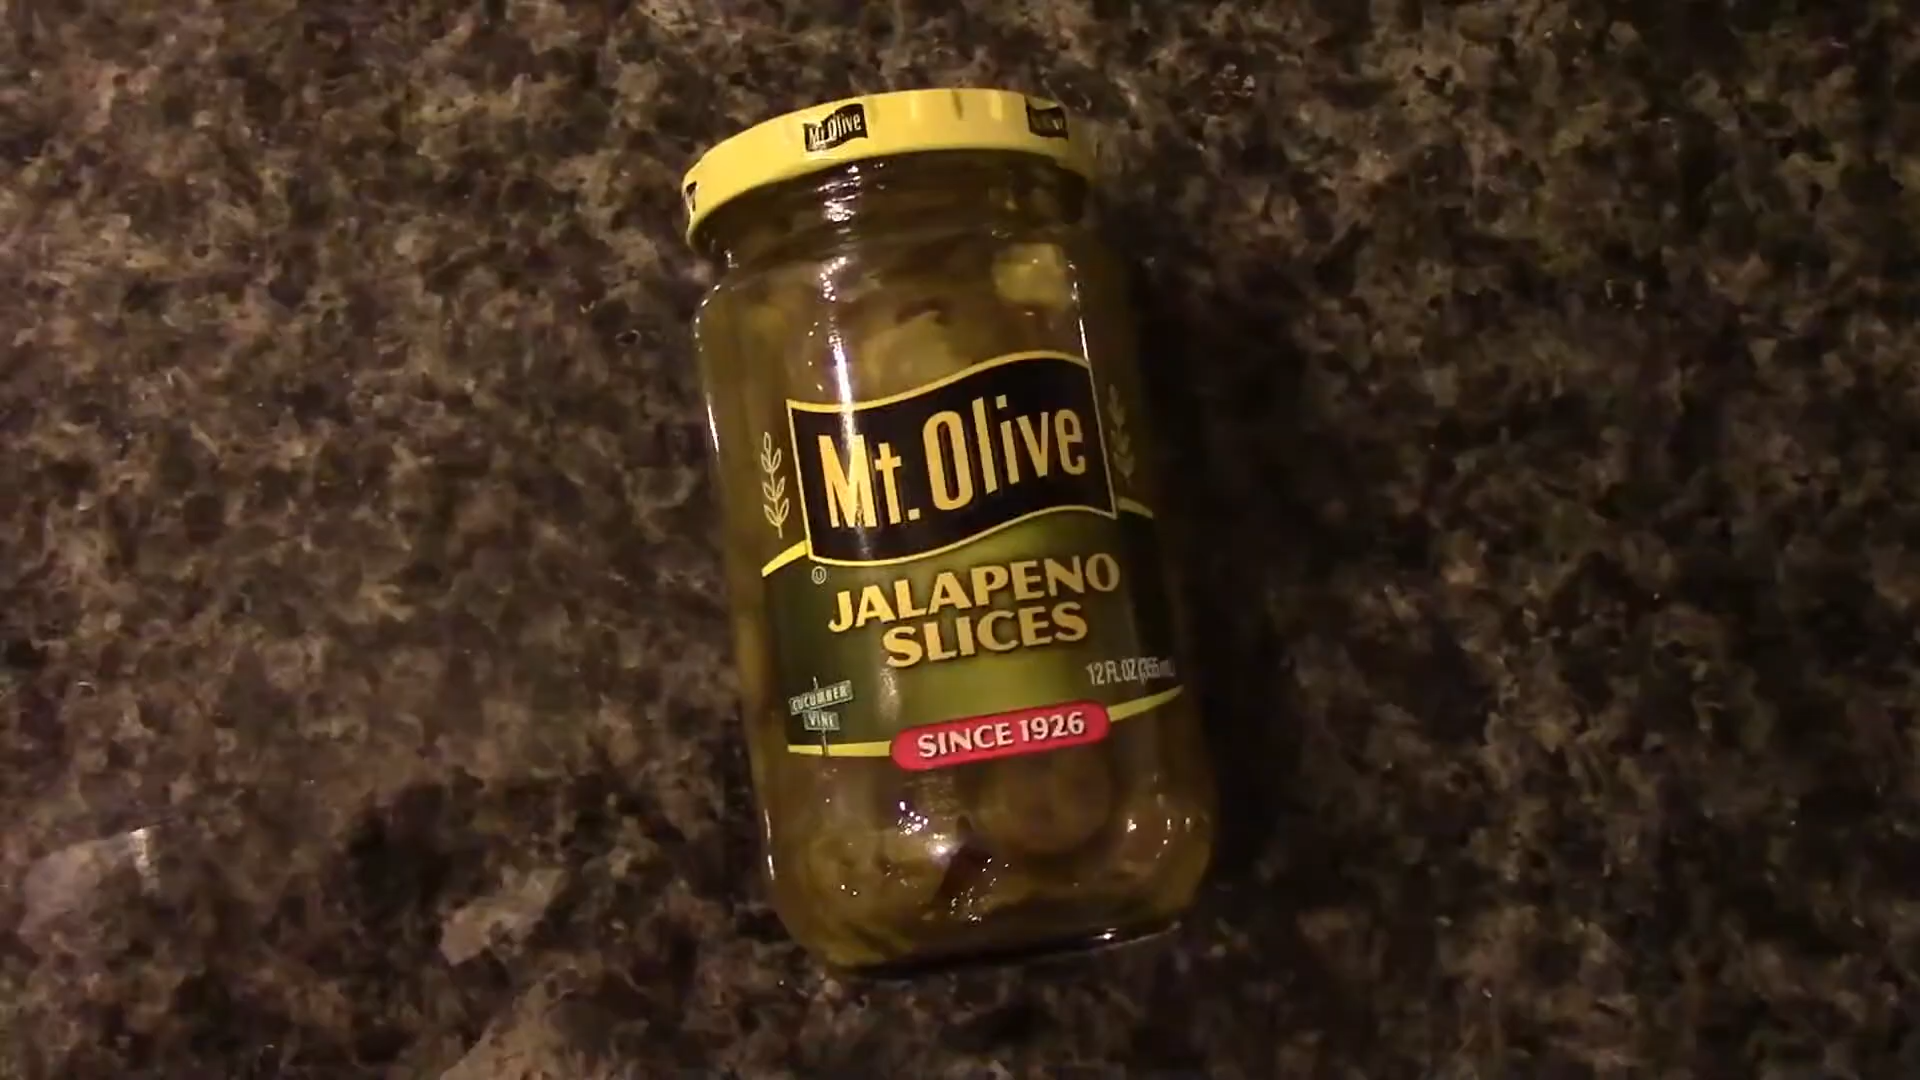 Mt. Olive
Mt. Olive
JALAPENO
SLICES
12 FL OZ
CUCUMBER
VINE
SINCE 1926